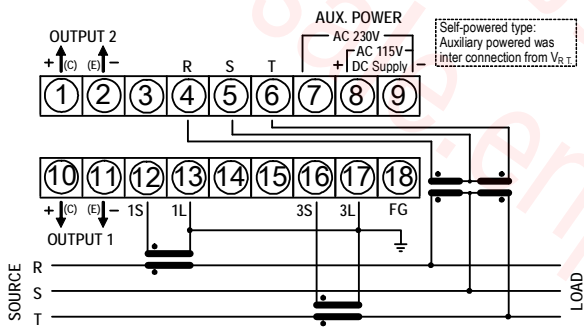 AUX. POWER
AC 230V
AC 115V
+ DC Supply −
Self-powered type:
Auxiliary powered was
inter connection from VR.T.
OUTPUT 2
+ (C) (E) −
R S T
1 2 3 4 5 6 7 8 9
10 11 12 13 14 15 16 17 18
+ (C) (E) − 1S 1L 3S 3L FG
OUTPUT 1
SOURCE
R
S
T
LOAD